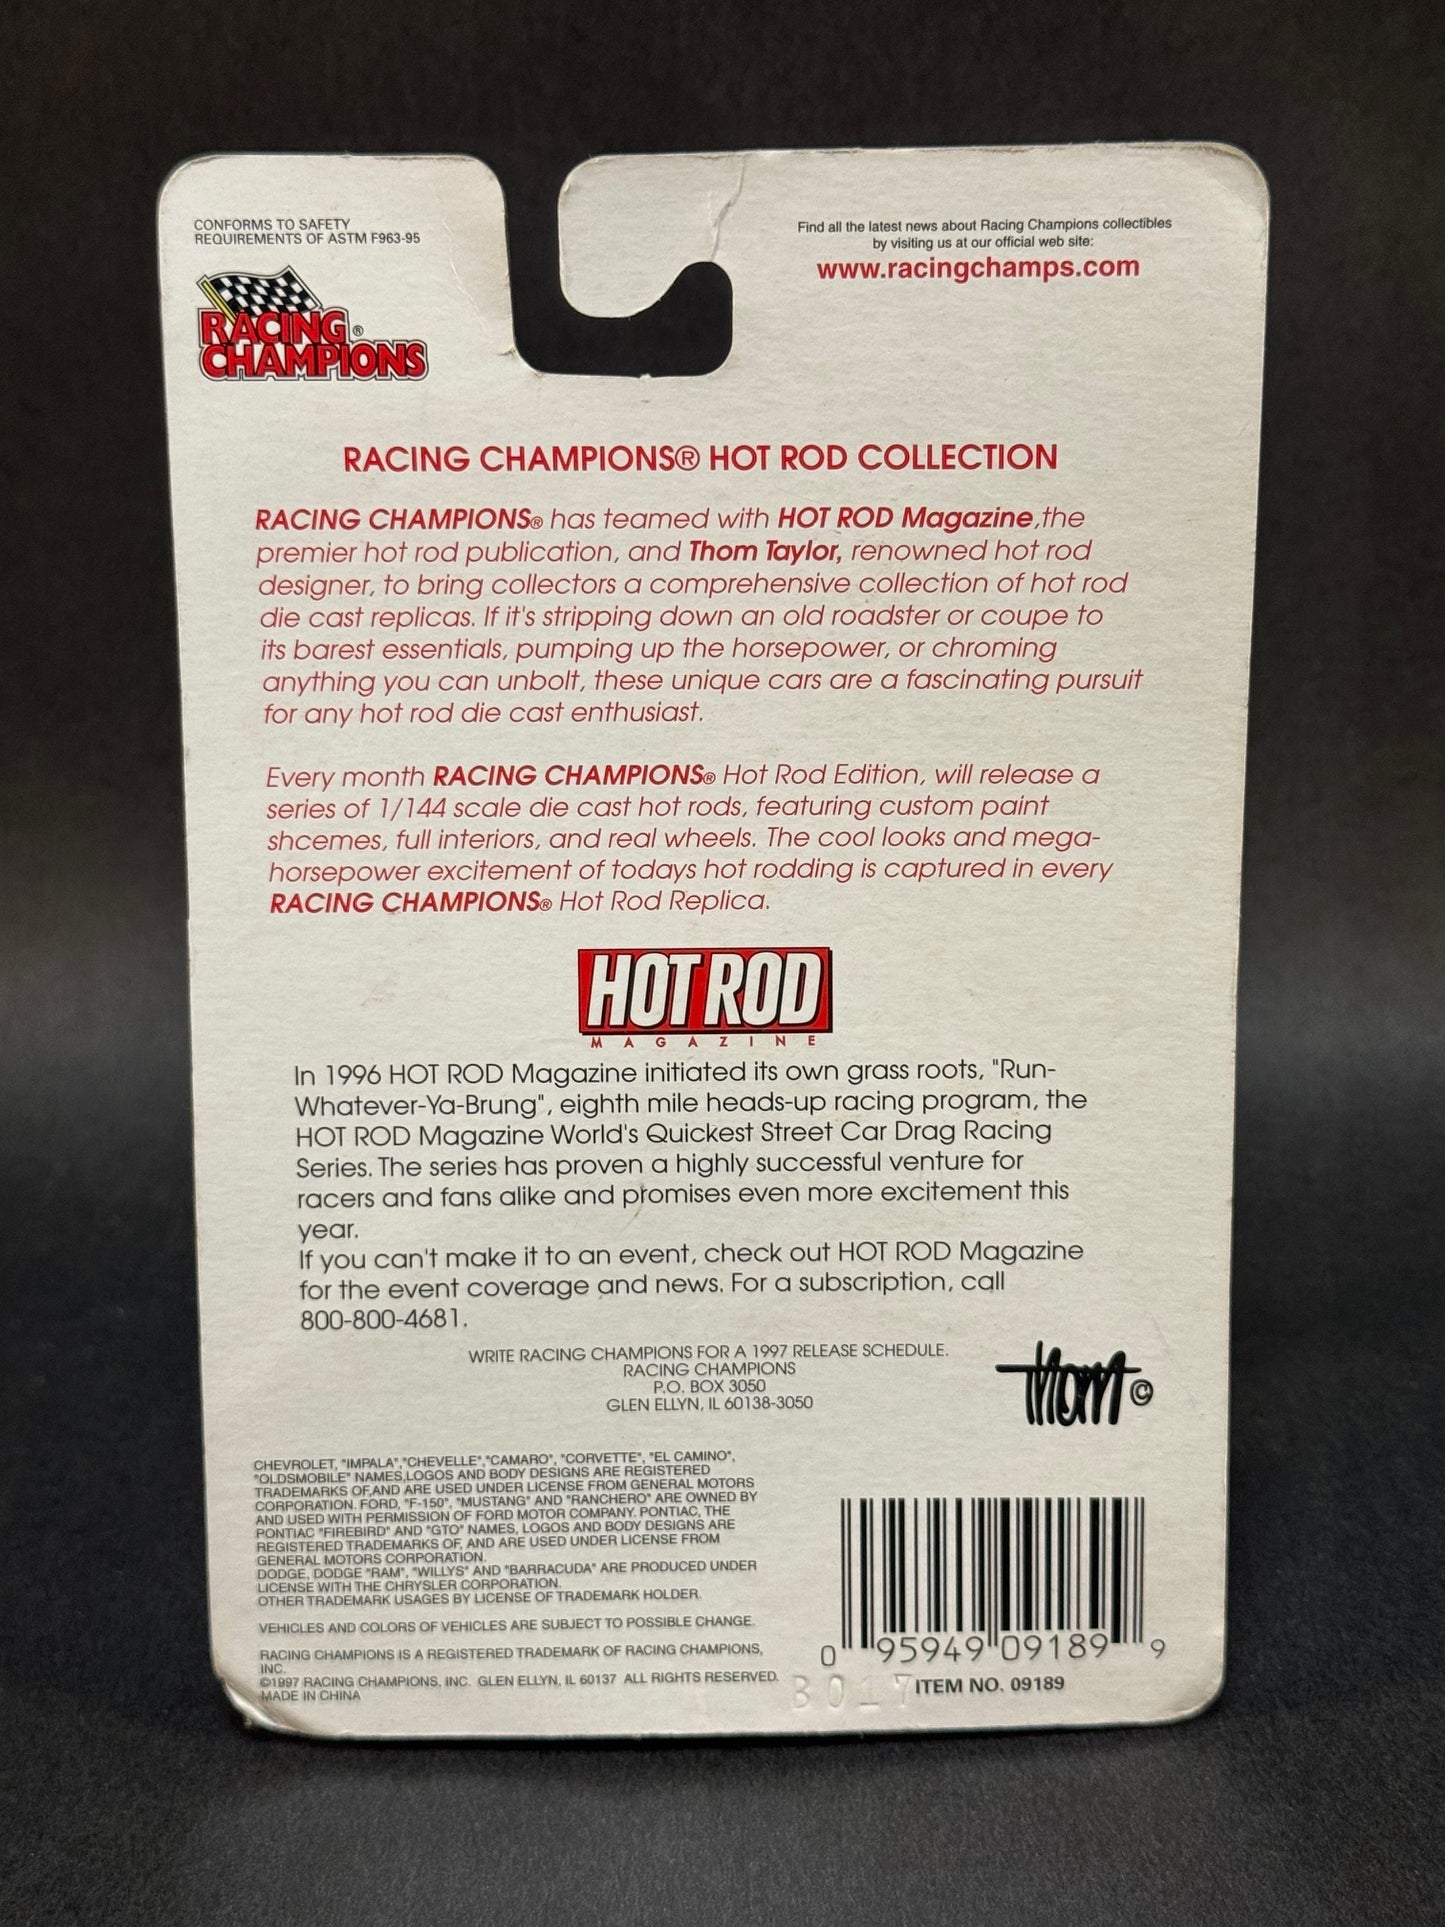 CONFORMS TO SAFETY
REQUIREMENTS OF ASTM F963-95
RACING®
CHAMPIONS
Find all the latest news about Racing Champions collectibles
by visiting us at our official web site:
www.racingchamps.com
RACING CHAMPIONS® HOT ROD COLLECTION
RACING CHAMPIONS® has teamed with HOT ROD Magazine,the
premier hot rod publication, and Thom Taylor, renowned hot rod
designer, to bring collectors a comprehensive collection of hot rod
die cast replicas. If it's stripping down an old roadster or coupe to
its barest essentials, pumping up the horsepower, or chroming
anything you can unbolt, these unique cars are a fascinating pursuit
for any hot rod die cast enthusiast.
Every month RACING CHAMPIONS® Hot Rod Edition, will release a
series of 1/144 scale die cast hot rods, featuring custom paint
shcemes, full interiors, and real wheels. The cool looks and mega-
horsepower excitement of todays hot rodding is captured in every
RACING CHAMPIONS® Hot Rod Replica.
HOT ROD
MAGAZINE
In 1996 HOT ROD Magazine initiated its own grass roots, "Run-
Whatever-Ya-Brung", eighth mile heads-up racing program, the
HOT ROD Magazine World's Quickest Street Car Drag Racing
Series. The series has proven a highly successful venture for
racers and fans alike and promises even more excitement this
year.
If you can't make it to an event, check out HOT ROD Magazine
for the event coverage and news. For a subscription, call
800-800-4681.
WRITE RACING CHAMPIONS FOR A 1997 RELEASE SCHEDULE.
RACING CHAMPIONS
P.O. BOX 3050
GLEN ELLYN, IL 60138-3050
Thom ©
CHEVROLET, "IMPALA","CHEVELLE","CAMARO", "CORVETTE", "EL CAMINO",
"OLDSMOBILE" NAMES,LOGOS AND BODY DESIGNS ARE REGISTERED
TRADEMARKS OF,AND ARE USED UNDER LICENSE FROM GENERAL MOTORS
CORPORATION. FORD, "F-150", "MUSTANG" AND "RANCHERO" ARE OWNED BY
AND USED WITH PERMISSION OF FORD MOTOR COMPANY. PONTIAC, THE
PONTIAC "FIREBIRD" AND "GTO" NAMES, LOGOS AND BODY DESIGNS ARE
REGISTERED TRADEMARKS OF, AND ARE USED UNDER LICENSE FROM
GENERAL MOTORS CORPORATION.
DODGE, DODGE "RAM", "WILLYS" AND "BARRACUDA" ARE PRODUCED UNDER
LICENSE WITH THE CHRYSLER CORPORATION.
OTHER TRADEMARK USAGES BY LICENSE OF TRADEMARK HOLDER.
VEHICLES AND COLORS OF VEHICLES ARE SUBJECT TO POSSIBLE CHANGE.
RACING CHAMPIONS IS A REGISTERED TRADEMARK OF RACING CHAMPIONS,
INC.
©1997 RACING CHAMPIONS, INC. GLEN ELLYN, IL 60137 ALL RIGHTS RESERVED.
MADE IN CHINA
0 95949 09189 9
B017
ITEM NO. 09189